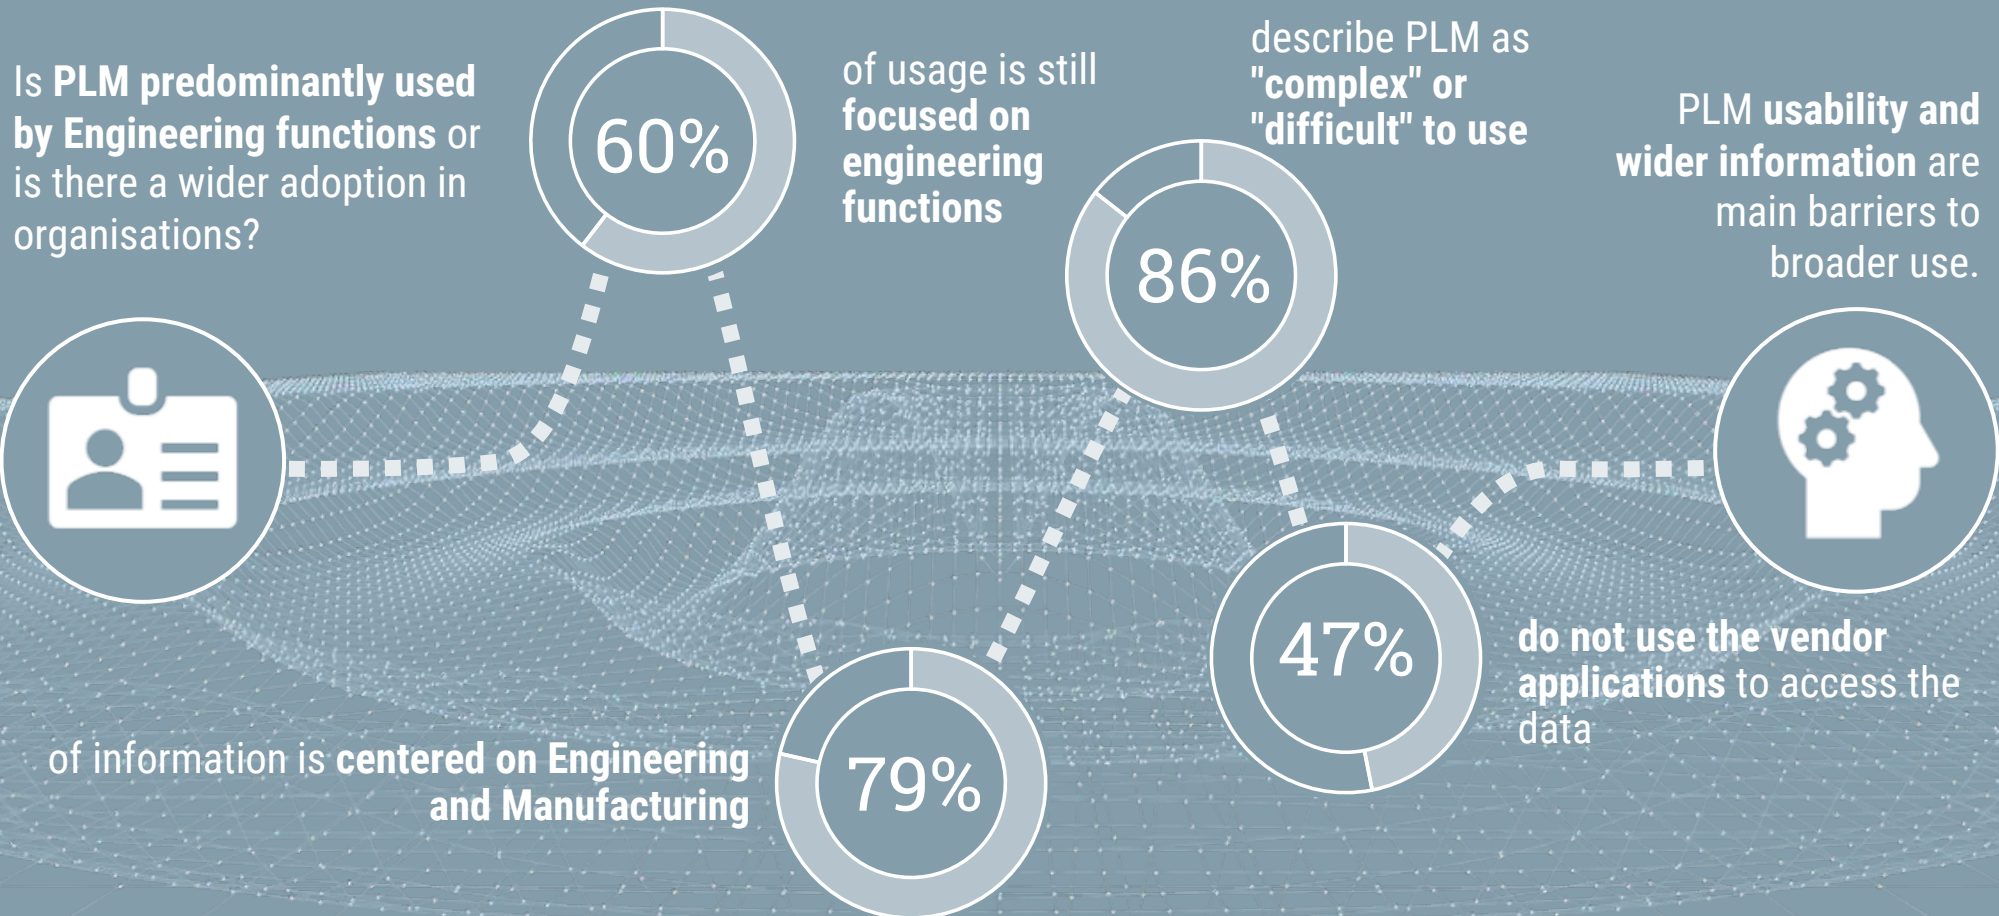 Is PLM predominantly used
by Engineering functions or
is there a wider adoption in
organisations?
60%
of usage is still
focused on
engineering
functions
79%
of information is centered on Engineering
and Manufacturing
86%
describe PLM as
"complex" or
"difficult" to use
47%
do not use the vendor
applications to access the
data
PLM usability and
wider information are
main barriers to
broader use.